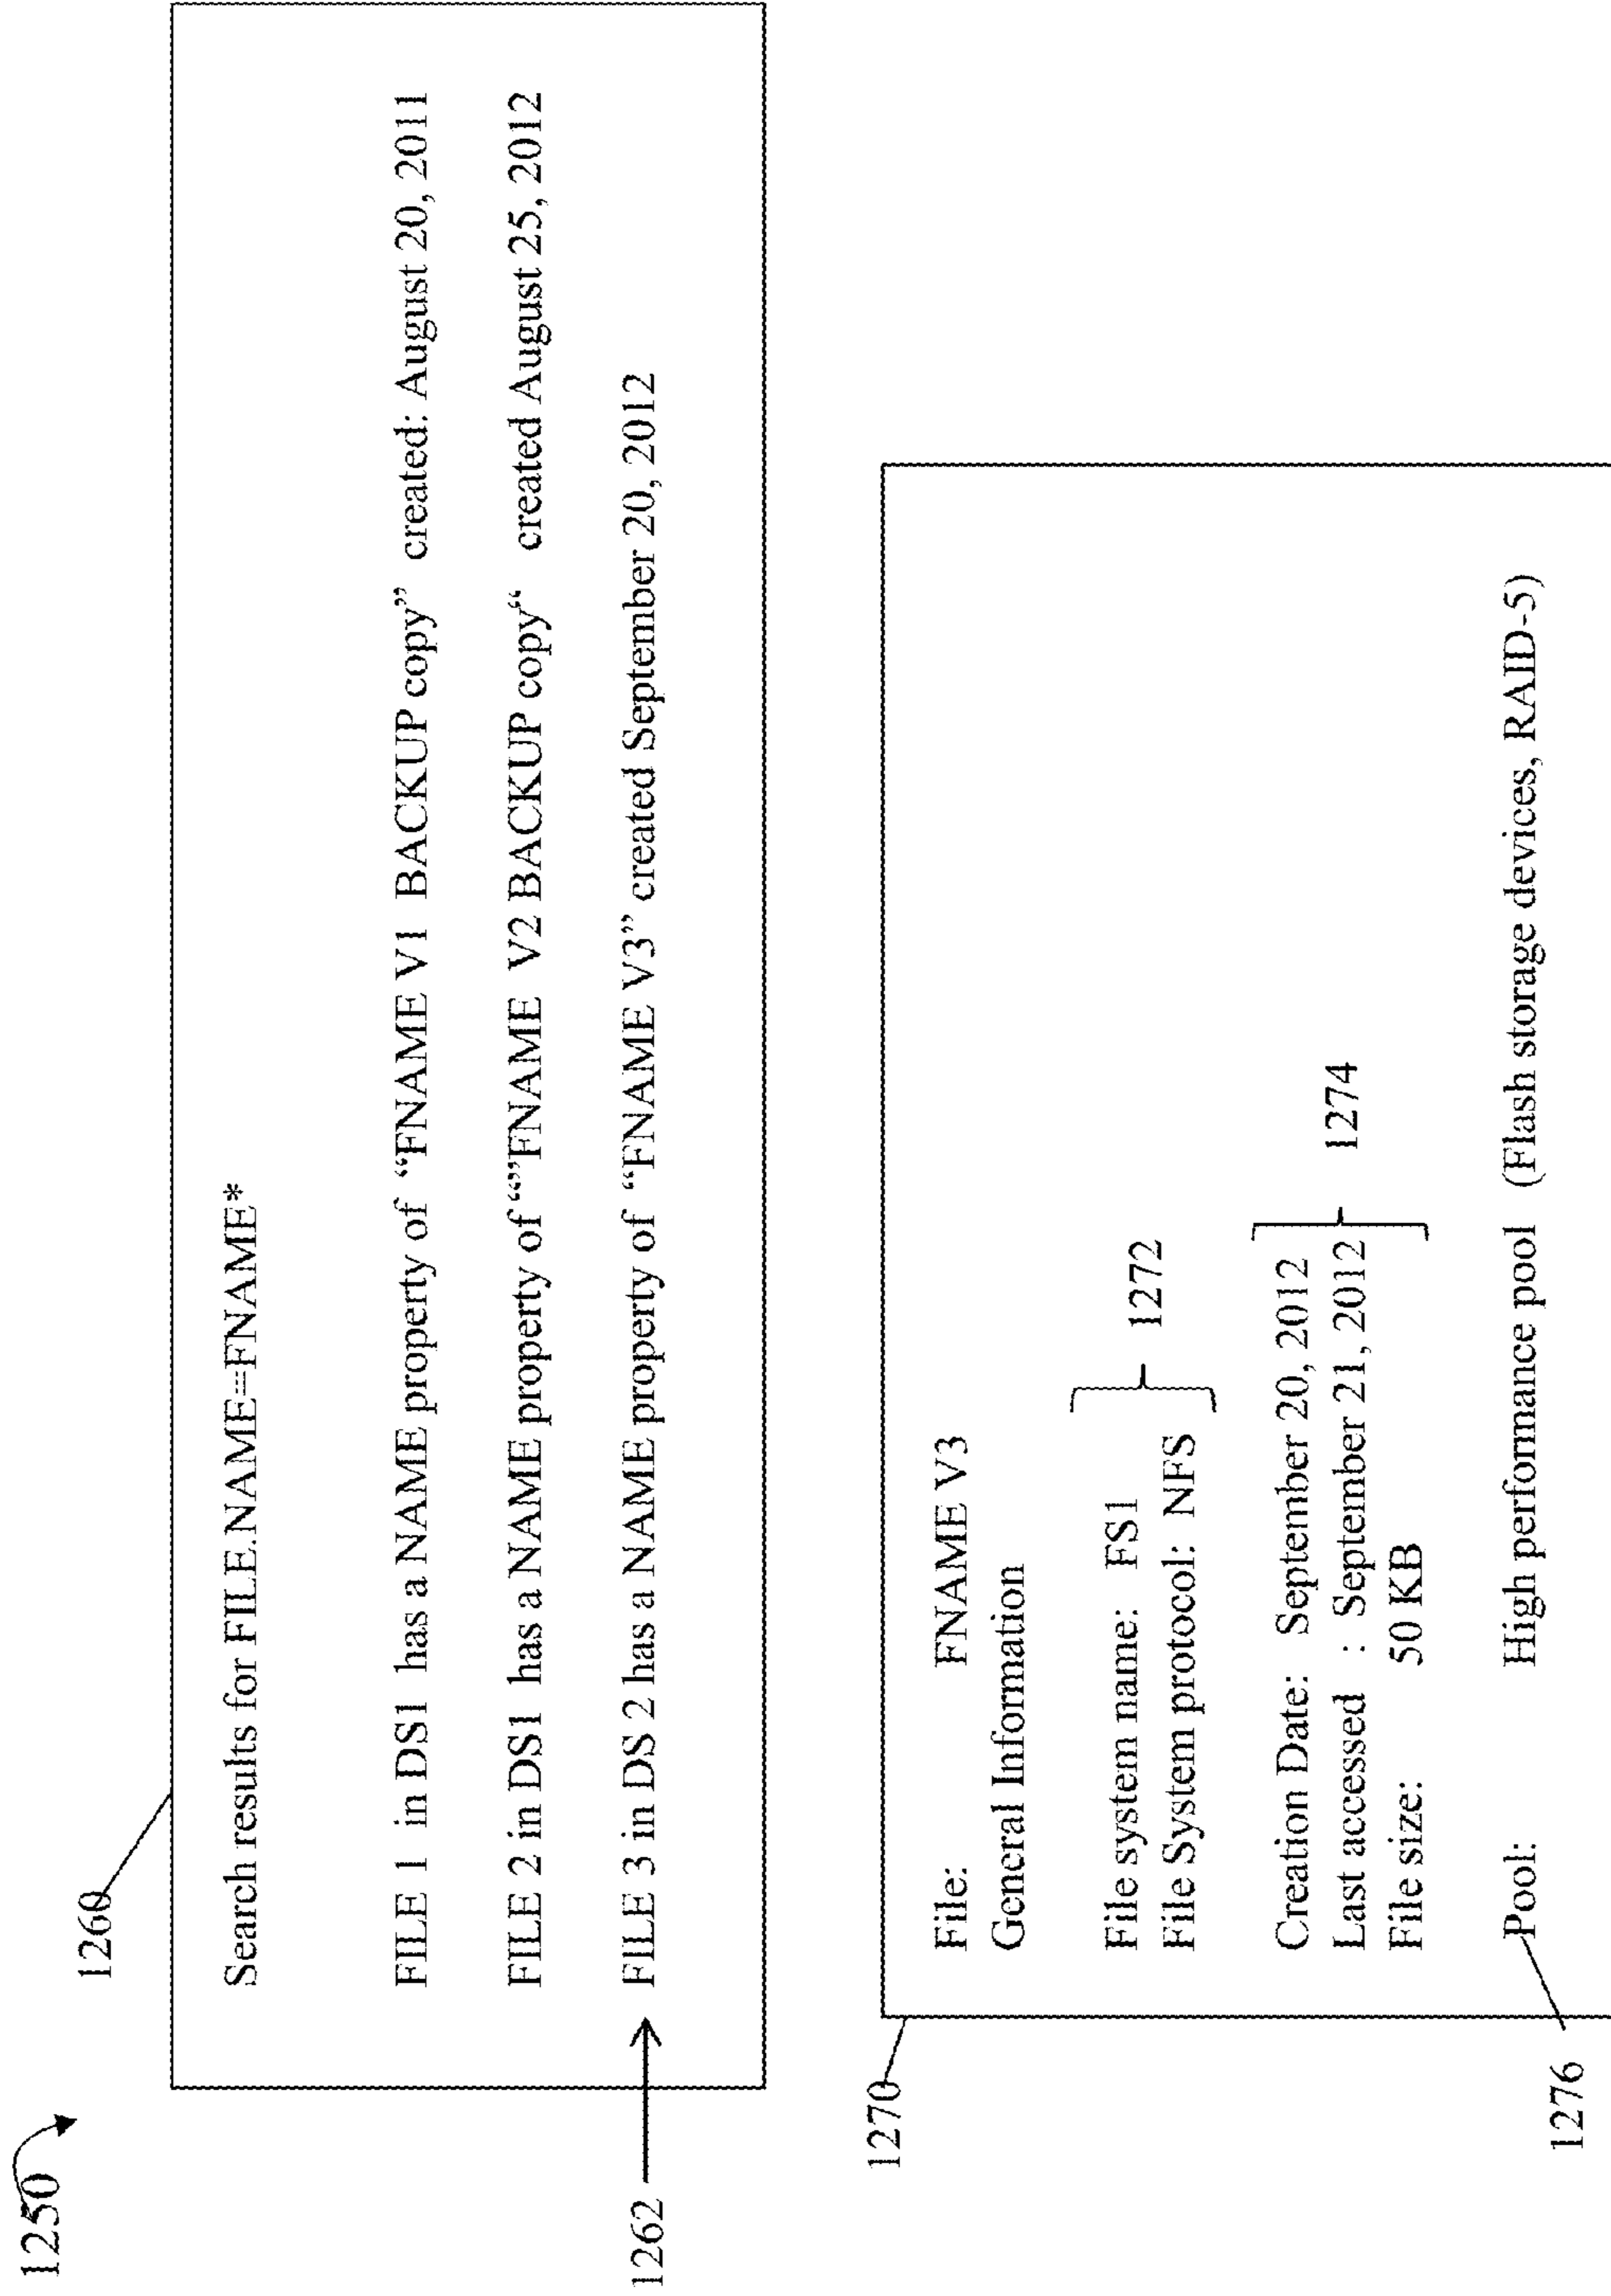 1250
1260
Search results for FILE.NAME=FNAME*
FILE 1 in DS1 has a NAME property of “FNAME V1 BACKUP copy” created: August 20, 2011
FILE 2 in DS1 has a NAME property of“”FNAME V2 BACKUP copy“ created August 25, 2012
1262
FILE 3 in DS 2 has a NAME property of “FNAME V3” created September 20, 2012
1270
File: FNAME V3
General Information
File system name: FS1
File System protocol: NFS
1272
Creation Date: September 20, 2012
Last accessed : September 21, 2012
File size: 50 KB
1274
Pool: High performance pool (Flash storage devices, RAID-5)
1276